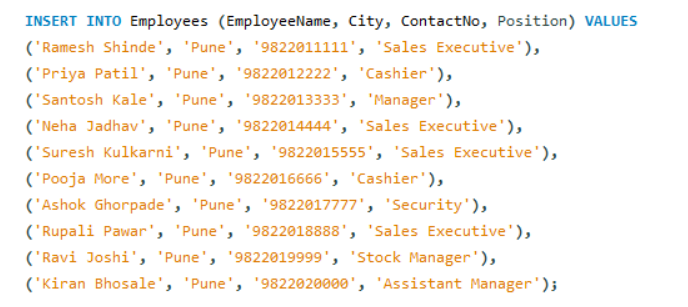 INSERT INTO Employees (EmployeeName, City, ContactNo, Position) VALUES
('Ramesh Shinde', 'Pune', '9822011111', 'Sales Executive'),
('Priya Patil', 'Pune', '9822012222', 'Cashier'),
('Santosh Kale', 'Pune', '9822013333', 'Manager'),
('Neha Jadhav', 'Pune', '9822014444', 'Sales Executive'),
('Suresh Kulkarni', 'Pune', '9822015555', 'Sales Executive'),
('Pooja More', 'Pune', '9822016666', 'Cashier'),
('Ashok Ghorpade', 'Pune', '9822017777', 'Security'),
('Rupali Pawar', 'Pune', '9822018888', 'Sales Executive'),
('Ravi Joshi', 'Pune', '9822019999', 'Stock Manager'),
('Kiran Bhosale', 'Pune', '9822020000', 'Assistant Manager');